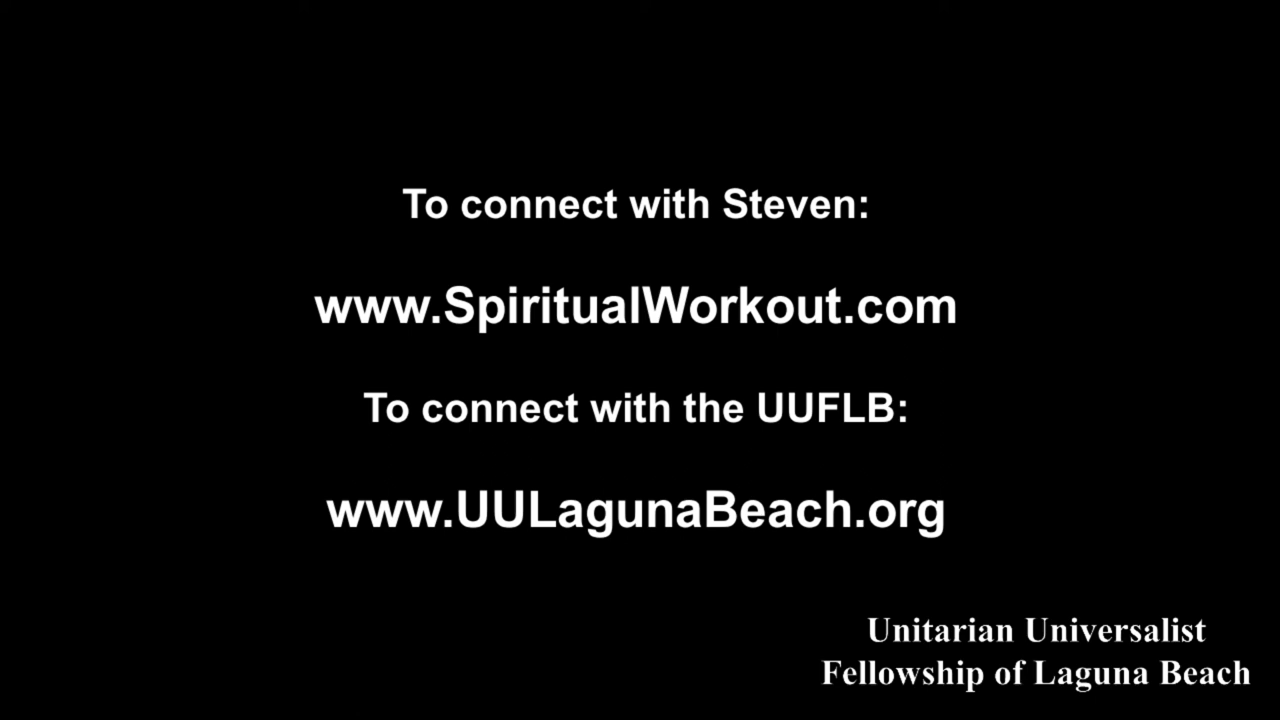 To connect with Steven:
www.SpiritualWorkout.com
To connect with the UUFLB:
www.UULagunaBeach.org
Unitarian Universalist
Fellowship of Laguna Beach